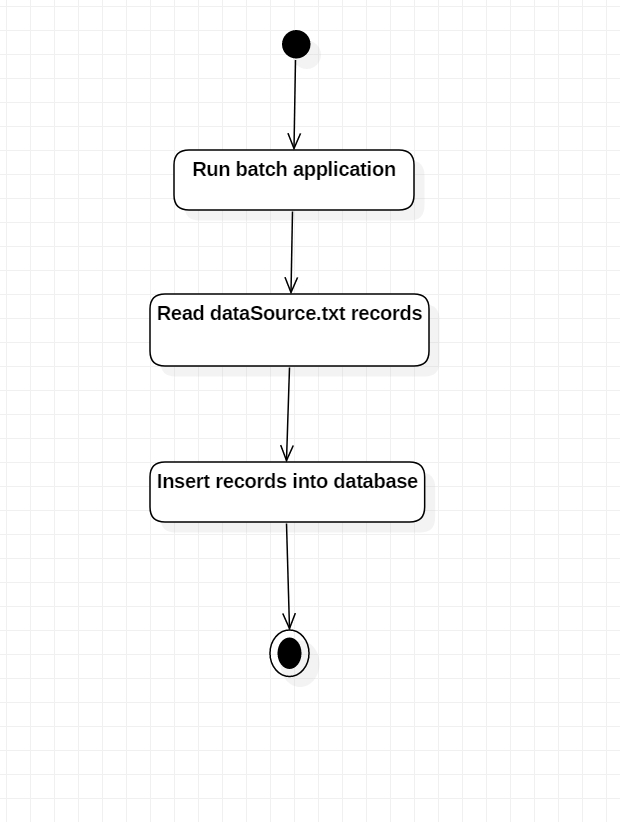 Run batch application
Read dataSource.txt records
Insert records into database